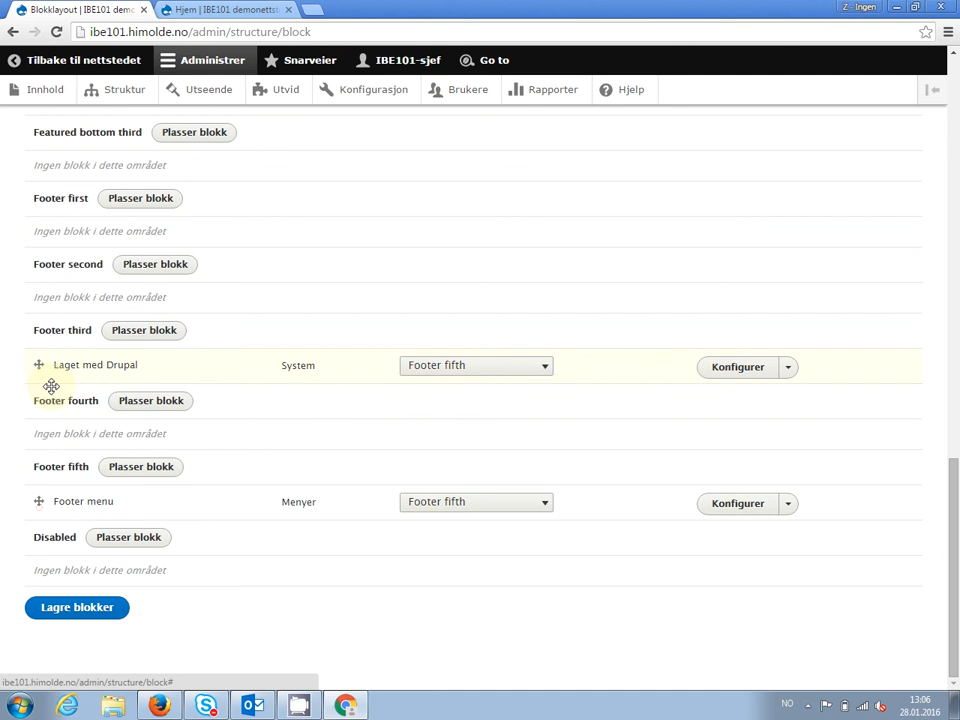 Blokklayout | IBE101 demo
Hjem | IBE101 demonettst
Z - Ingen
ibe101.himolde.no/admin/structure/block
Tilbake til nettstedet
Administrer
Snarveier
IBE101-sjef
Go to
Innhold
Struktur
Utseende
Utvid
Konfigurasjon
Brukere
Rapporter
Hjelp
Featured bottom third
Plasser blokk
Ingen blokk i dette området
Footer first
Plasser blokk
Ingen blokk i dette området
Footer second
Plasser blokk
Ingen blokk i dette området
Footer third
Plasser blokk
Laget med Drupal
System
Footer fifth
Konfigurer
Footer fourth
Plasser blokk
Ingen blokk i dette området
Footer fifth
Plasser blokk
Footer menu
Menyer
Footer fifth
Konfigurer
Disabled
Plasser blokk
Ingen blokk i dette området
Lagre blokker
ibe101.himolde.no/admin/structure/block#
NO
13:06
28.01.2016